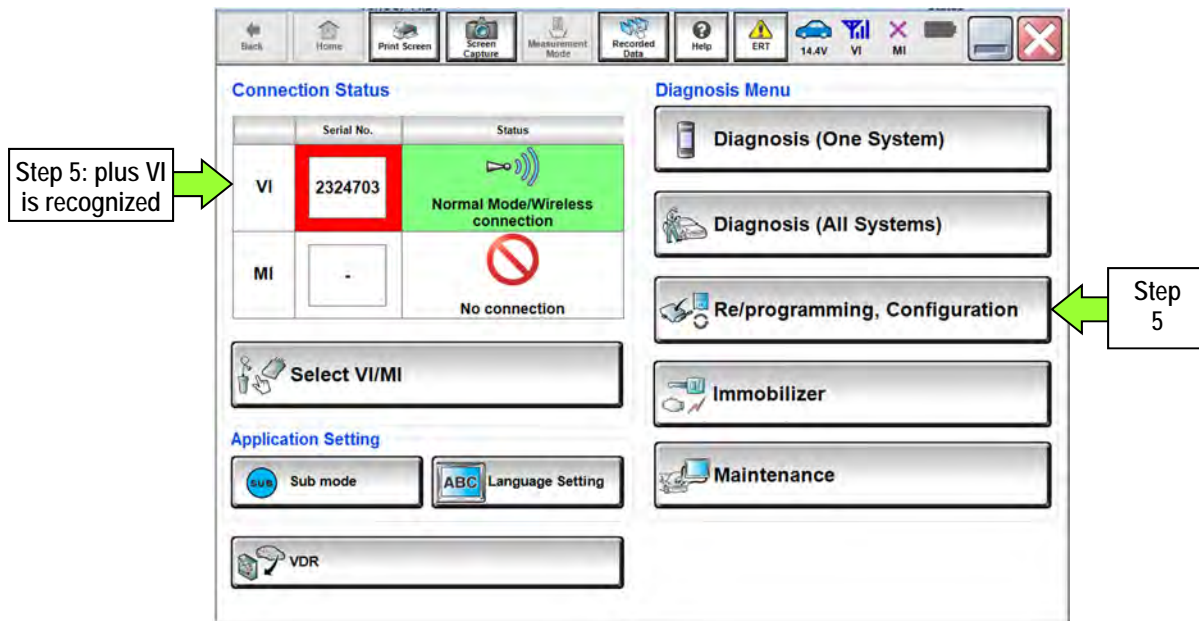 Back
Home
Print Screen
Screen
Capture
Measurement
Mode
Recorded
Data
Help
ERT
14.4V
VI
MI
Connection Status
Serial No.
Status
VI
2324703
Normal Mode/Wireless
connection
MI
-
No connection
Select VI/MI
Application Setting
SUB
Sub mode
ABC
Language Setting
VDR
Diagnosis Menu
Diagnosis (One System)
Diagnosis (All Systems)
Re/programming, Configuration
Immobilizer
Maintenance
Step 5: plus VI
is recognized
Step
5